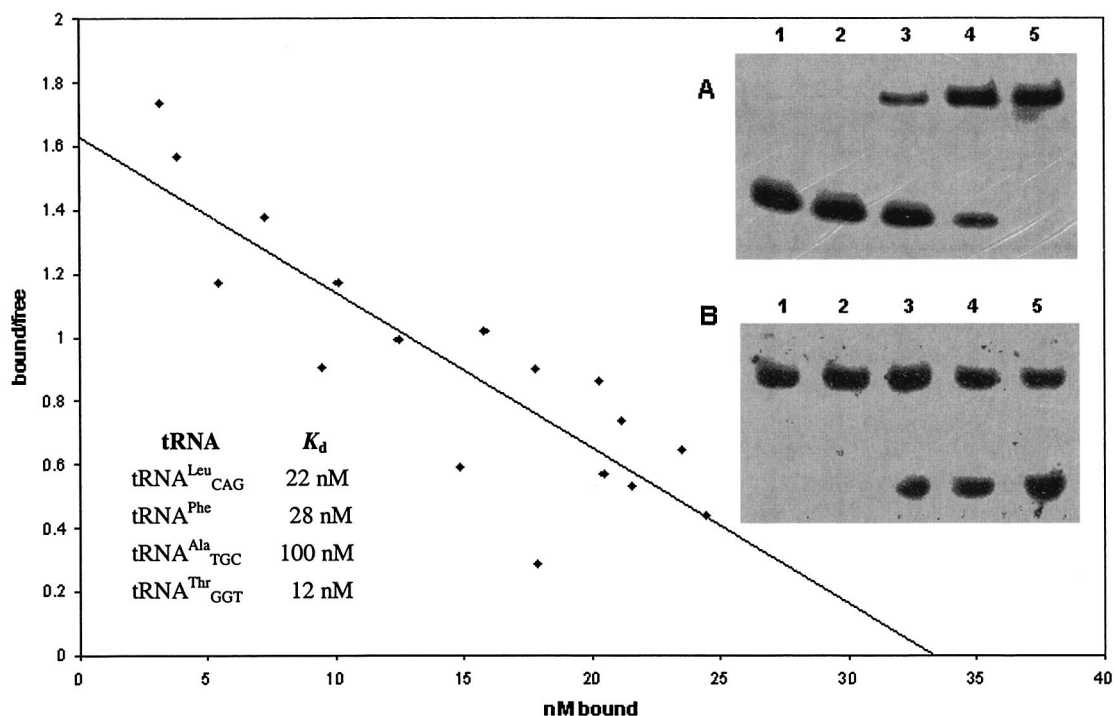 2
1.8
1.6
1.4
1.2
1
0.8
0.6
0.4
0.2
0
bound/free
0 5 10 15 20 25 30 35 40
nM bound
A
1 2 3 4 5
B
1 2 3 4 5
tRNA K_d
tRNA^Leu_CAG 22 nM
tRNA^Phe 28 nM
tRNA^Ala_TGC 100 nM
tRNA^Thr_GGT 12 nM